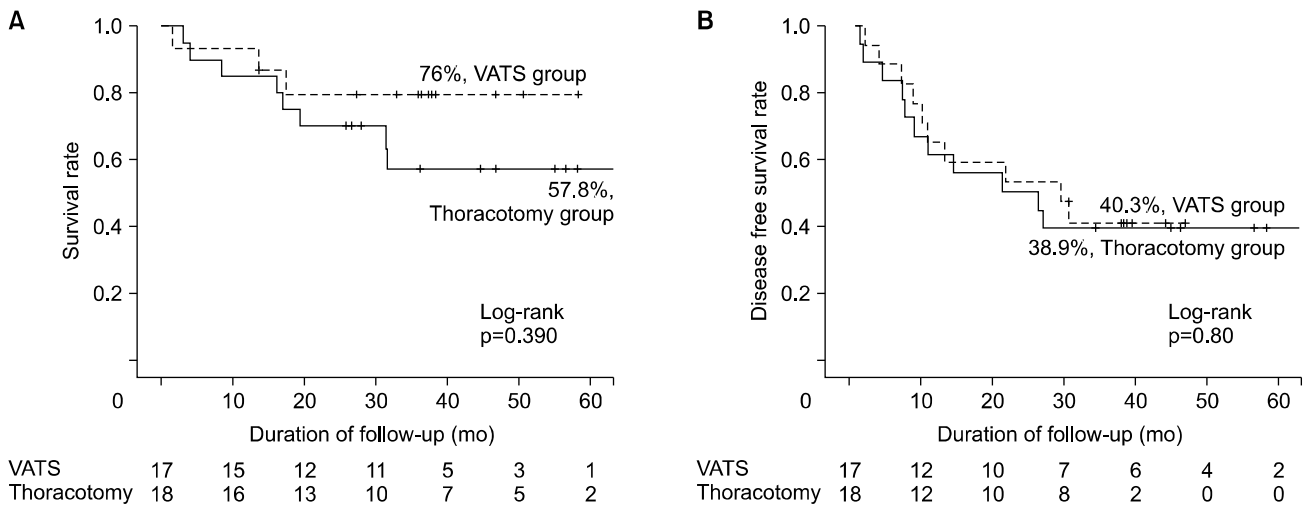 A
1.0
0.8
0.6
0.4
0.2
0
Survival rate
76%, VATS group
57.8%,
Thoracotomy group
Log-rank
p=0.390
10 20 30 40 50 60
Duration of follow-up (mo)
VATS 17 15 12 11 5 3 1
Thoracotomy 18 16 13 10 7 5 2
B
1.0
0.8
0.6
0.4
0.2
0
Disease free survival rate
40.3%, VATS group
38.9%, Thoracotomy group
Log-rank
p=0.80
10 20 30 40 50 60
Duration of follow-up (mo)
VATS 17 12 10 7 6 4 2
Thoracotomy 18 12 10 8 2 0 0